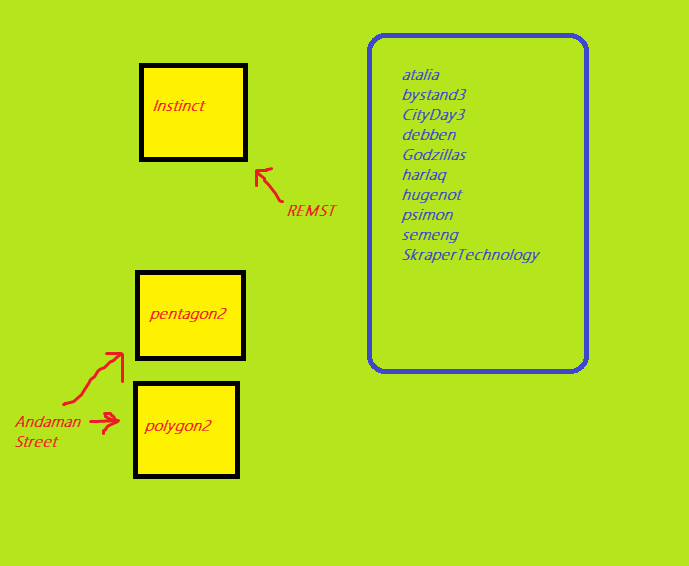 Instinct
REMST
pentagon2
Andaman
Street
polygon2
atalia
bystand3
CityDay3
debben
Godzillas
harlaq
hugenot
psimon
semeng
SkraperTechnology